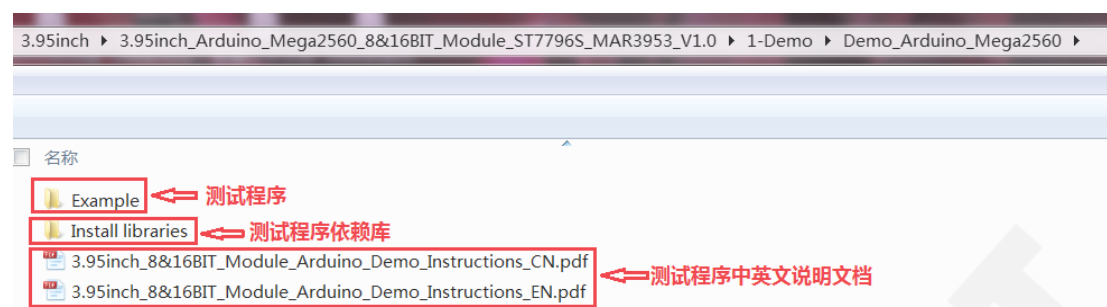 3.95inch ▸ 3.95inch_Arduino_Mega2560_8&16BIT_Module_ST7796S_MAR3953_V1.0 ▸ 1-Demo ▸ Demo_Arduino_Mega2560 ▸
名称
Example 测试程序
Install libraries 测试程序依赖库
3.95inch_8&16BIT_Module_Arduino_Demo_Instructions_CN.pdf
测试程序中英文说明文档
3.95inch_8&16BIT_Module_Arduino_Demo_Instructions_EN.pdf